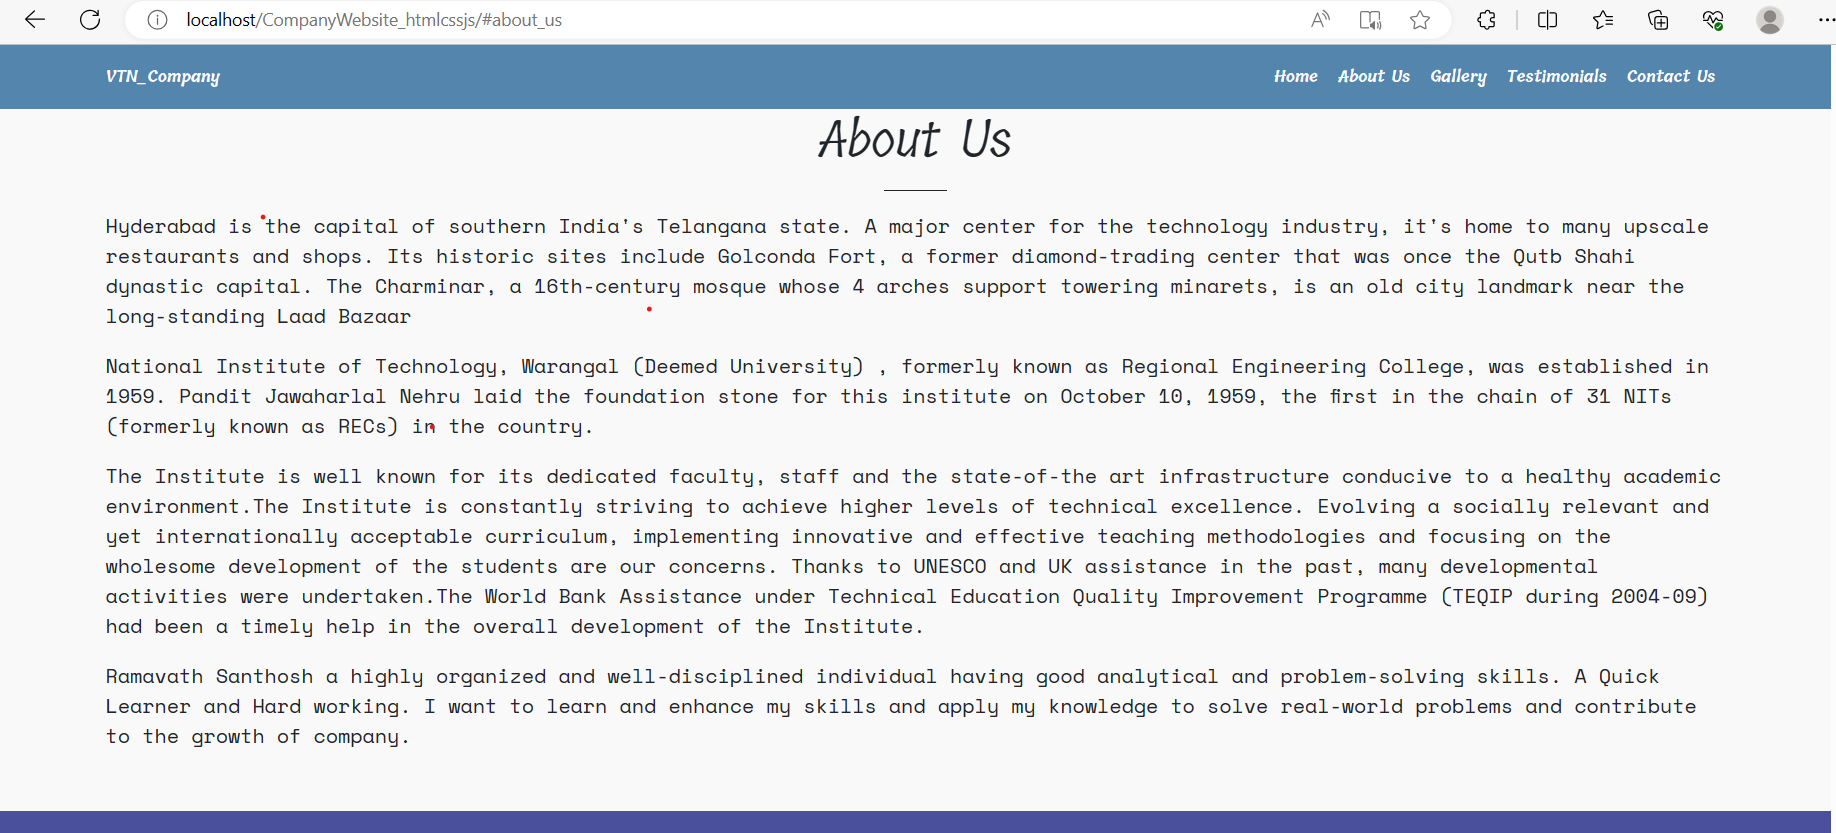 localhost/CompanyWebsite_htmlcssjs/#about_us
VTN_Company
Home About Us Gallery Testimonials Contact Us
About Us
Hyderabad is the capital of southern India's Telangana state. A major center for the technology industry, it's home to many upscale
restaurants and shops. Its historic sites include Golconda Fort, a former diamond-trading center that was once the Qutb Shahi
dynastic capital. The Charminar, a 16th-century mosque whose 4 arches support towering minarets, is an old city landmark near the
long-standing Laad Bazaar
National Institute of Technology, Warangal (Deemed University) , formerly known as Regional Engineering College, was established in
1959. Pandit Jawaharlal Nehru laid the foundation stone for this institute on October 10, 1959, the first in the chain of 31 NITs
(formerly known as RECs) in the country.
The Institute is well known for its dedicated faculty, staff and the state-of-the art infrastructure conducive to a healthy academic
environment.The Institute is constantly striving to achieve higher levels of technical excellence. Evolving a socially relevant and
yet internationally acceptable curriculum, implementing innovative and effective teaching methodologies and focusing on the
wholesome development of the students are our concerns. Thanks to UNESCO and UK assistance in the past, many developmental
activities were undertaken.The World Bank Assistance under Technical Education Quality Improvement Programme (TEQIP during 2004-09)
had been a timely help in the overall development of the Institute.
Ramavath Santhosh a highly organized and well-disciplined individual having good analytical and problem-solving skills. A Quick
Learner and Hard working. I want to learn and enhance my skills and apply my knowledge to solve real-world problems and contribute
to the growth of company.